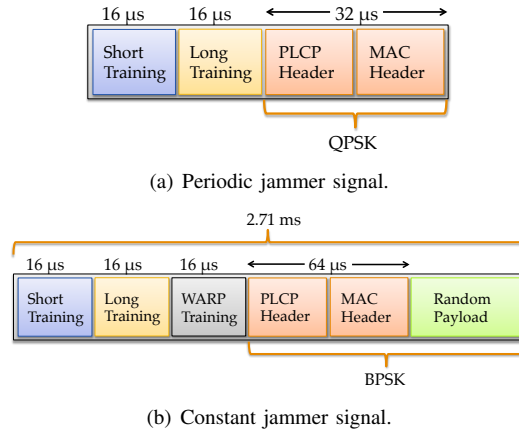 16 μs 16 μs 32 μs
Short Training
Long Training
PLCP Header
MAC Header
QPSK
(a) Periodic jammer signal.
2.71 ms
16 μs 16 μs 16 μs 64 μs
Short Training
Long Training
WARP Training
PLCP Header
MAC Header
Random Payload
BPSK
(b) Constant jammer signal.